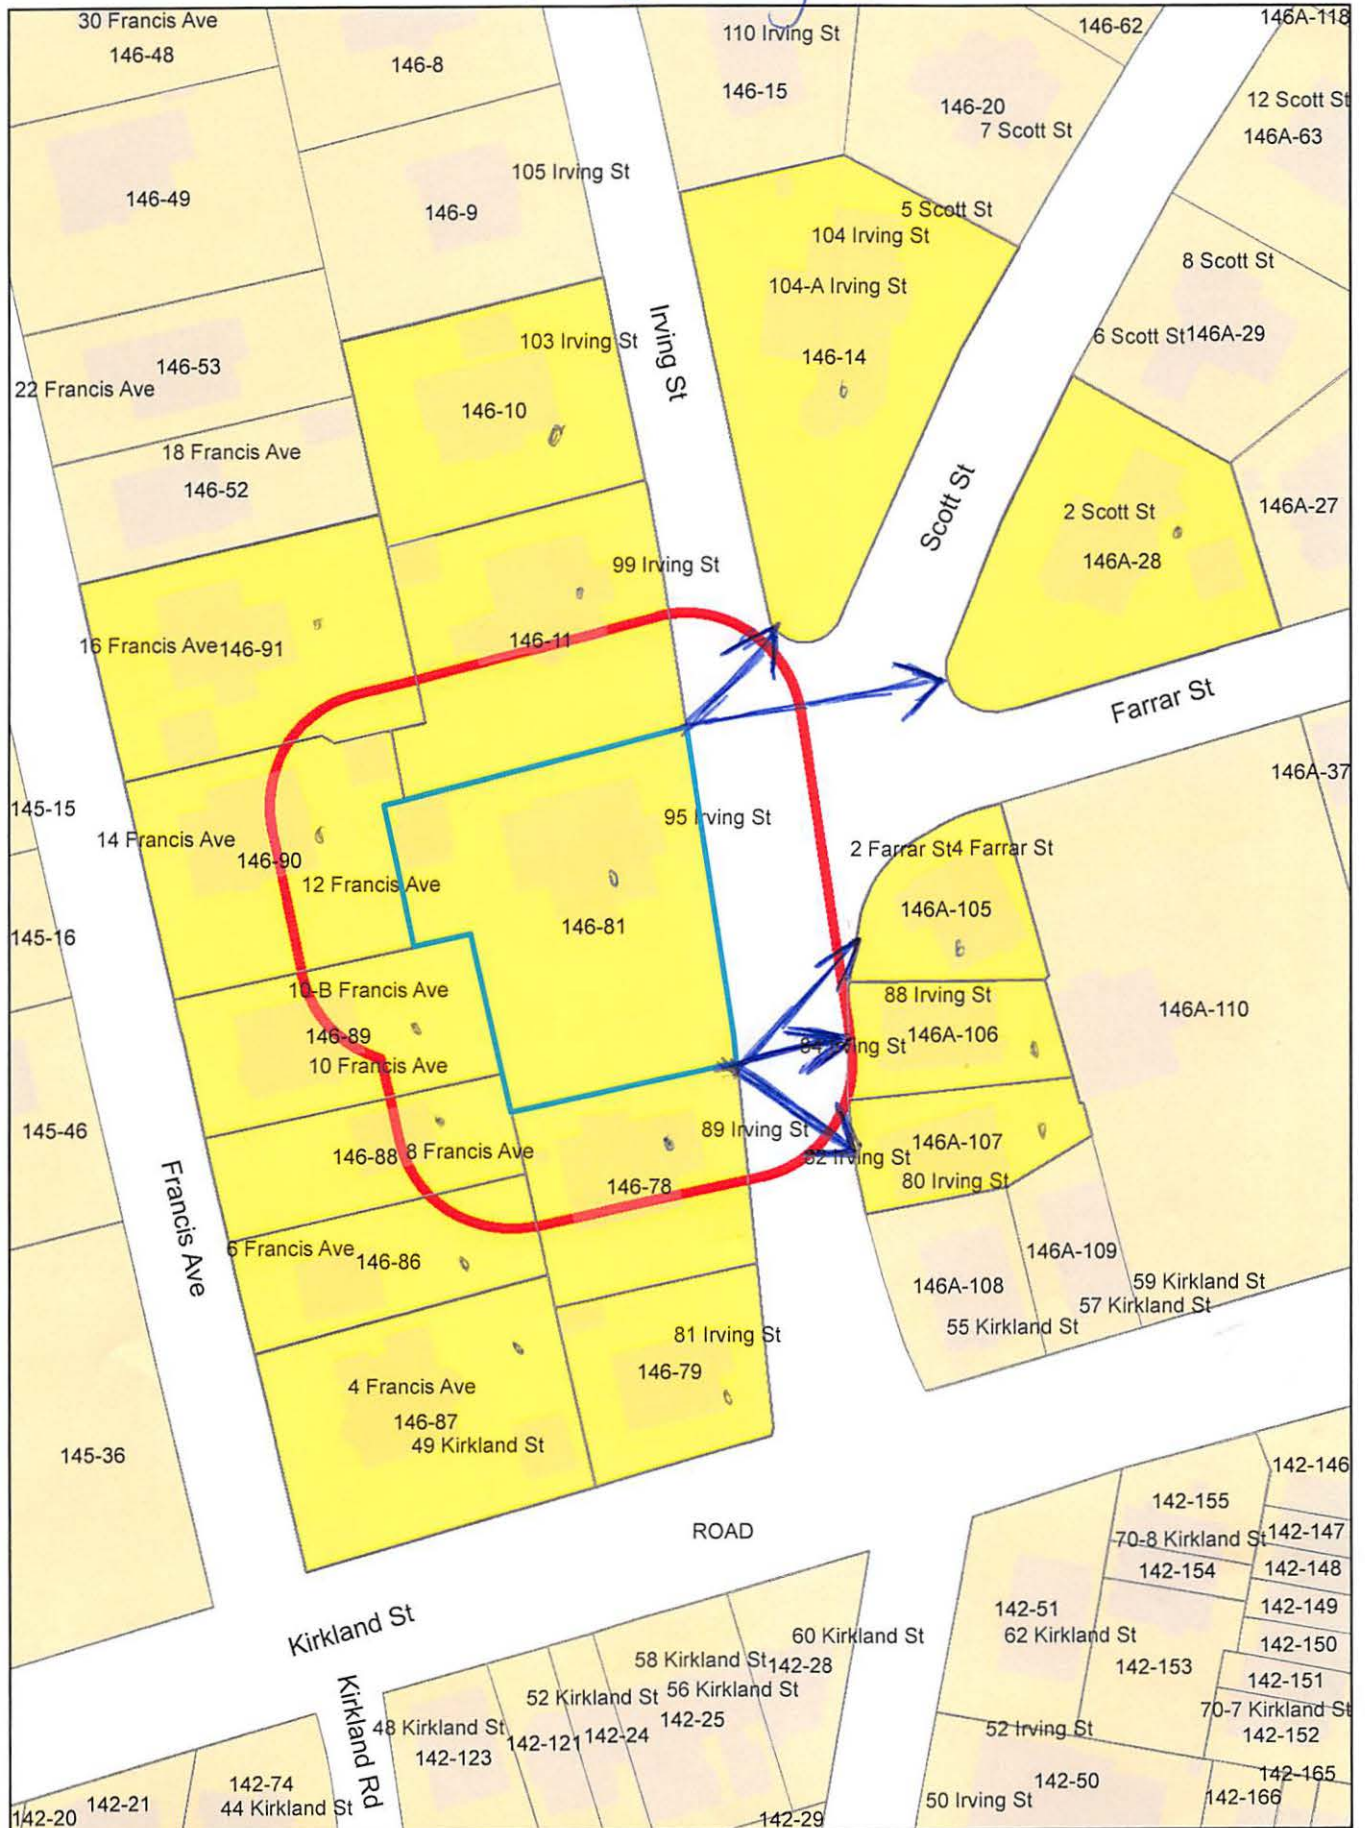 30 Francis Ave
146-48
146-8
110 Irving St
146-15
146-62
146A-118
146-20
7 Scott St
12 Scott St
146A-63
146-49
105 Irving St
146-9
5 Scott St
104 Irving St
104-A Irving St
146-14
8 Scott St
6 Scott St
146A-29
103 Irving St
146-10
Irving St
146-53
22 Francis Ave
18 Francis Ave
146-52
Scott St
2 Scott St
146A-28
146A-27
99 Irving St
146-11
16 Francis Ave
146-91
Farrar St
146A-37
145-15
14 Francis Ave
146-90
12 Francis Ave
95 Irving St
146-81
2 Farrar St
4 Farrar St
146A-105
145-16
10-B Francis Ave
146-89
10 Francis Ave
88 Irving St
84 Irving St
146A-106
146A-110
145-46
146-88
8 Francis Ave
89 Irving St
82 Irving St
146A-107
80 Irving St
146-78
Francis Ave
6 Francis Ave
146-86
146A-109
146A-108
59 Kirkland St
57 Kirkland St
55 Kirkland St
81 Irving St
146-79
4 Francis Ave
146-87
49 Kirkland St
145-36
ROAD
142-146
142-155
70-8 Kirkland St
142-147
142-154
142-148
142-149
142-51
62 Kirkland St
142-150
142-153
142-151
70-7 Kirkland St
142-152
Kirkland St
60 Kirkland St
58 Kirkland St
142-28
52 Kirkland St
56 Kirkland St
142-25
48 Kirkland St
142-123
142-121
142-24
52 Irving St
Kirkland Rd
142-74
44 Kirkland St
142-21
142-20
142-29
142-50
50 Irving St
142-165
142-166